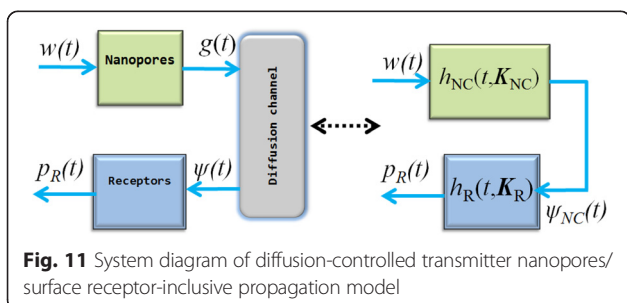 w(t)
Nanopores
g(t)
Diffusion channel
p_R(t)
Receptors
ψ(t)
w(t)
h_NC(t,K_NC)
p_R(t)
h_R(t,K_R)
ψ_NC(t)
Fig. 11 System diagram of diffusion-controlled transmitter nanopores/
surface receptor-inclusive propagation model